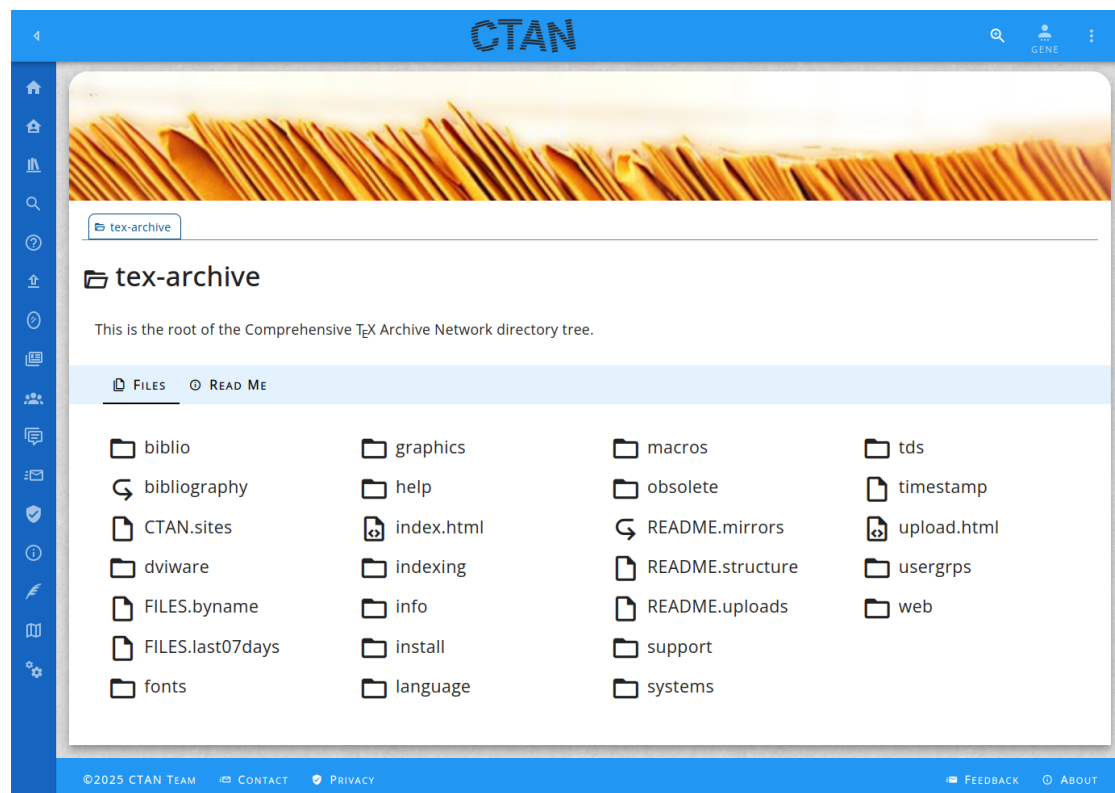 CTAN
GENE
tex-archive
tex-archive
This is the root of the Comprehensive TEX Archive Network directory tree.
FILES READ ME
biblio graphics macros tds
bibliography help obsolete timestamp
CTAN.sites index.html README.mirrors upload.html
dviware indexing README.structure usergrps
FILES.byname info README.uploads web
FILES.last07days install support
fonts language systems
©2025 CTAN TEAM CONTACT PRIVACY FEEDBACK ABOUT